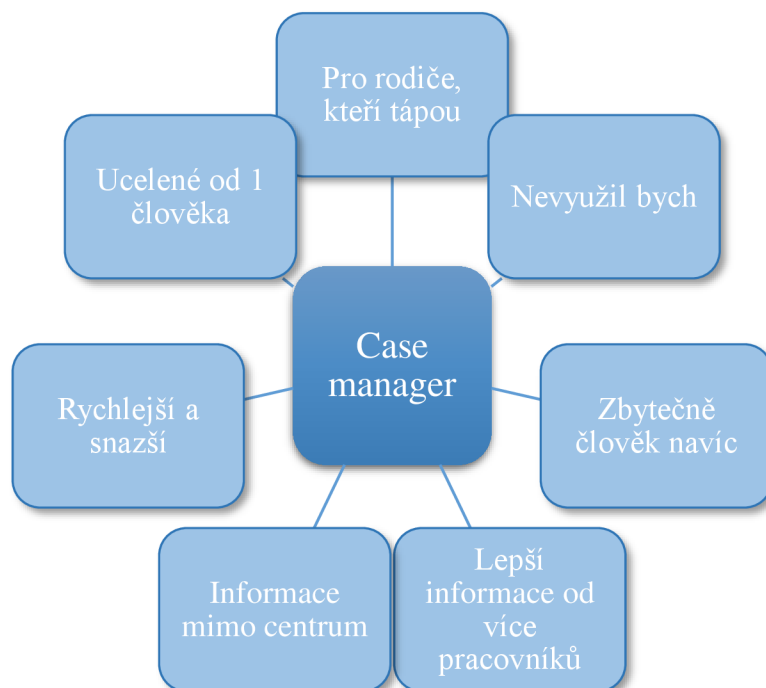 Pro rodiče,
kteří tápou
Ucelené od 1
člověka
Nevyužil bych
Case
manager
Rychlejší a
snazší
Zbytečně
člověk navíc
Informace
mimo centrum
Lepší
informace od
více
pracovníků